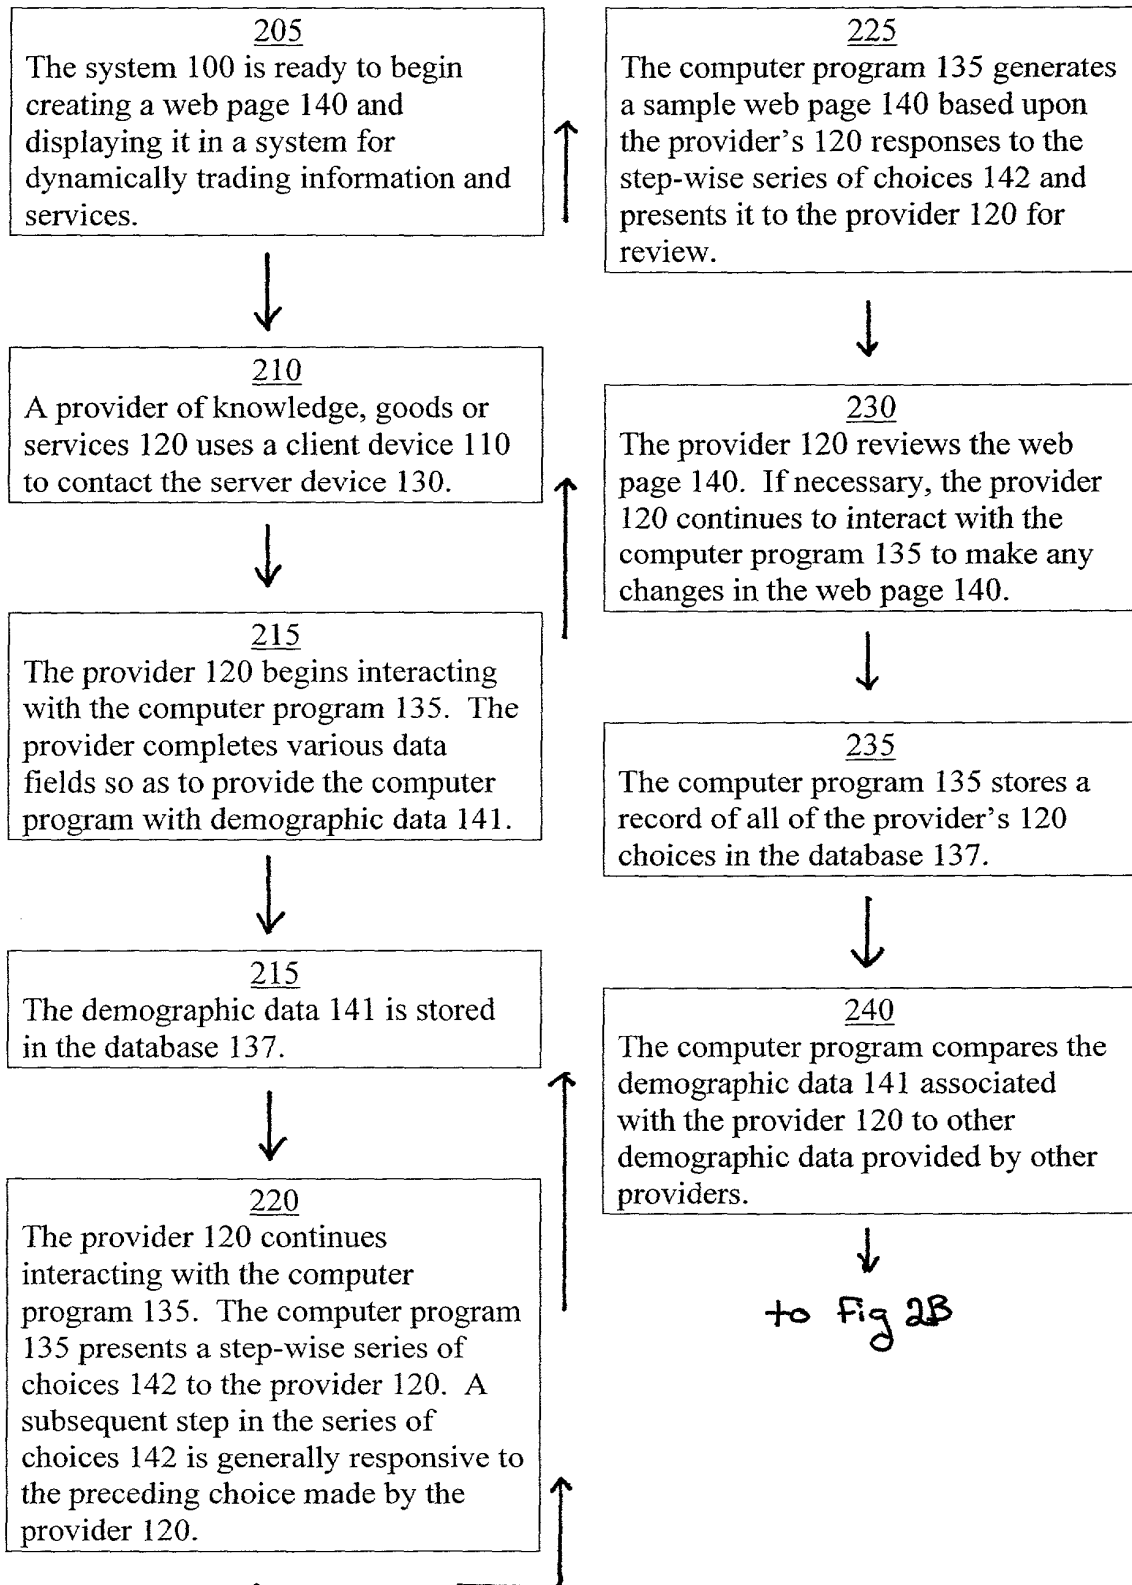 205
The system 100 is ready to begin
creating a web page 140 and
displaying it in a system for
dynamically trading information and
services.
210
A provider of knowledge, goods or
services 120 uses a client device 110
to contact the server device 130.
215
The provider 120 begins interacting
with the computer program 135. The
provider completes various data
fields so as to provide the computer
program with demographic data 141.
215
The demographic data 141 is stored
in the database 137.
220
The provider 120 continues
interacting with the computer
program 135. The computer program
135 presents a step-wise series of
choices 142 to the provider 120. A
subsequent step in the series of
choices 142 is generally responsive to
the preceding choice made by the
provider 120.
225
The computer program 135 generates
a sample web page 140 based upon
the provider's 120 responses to the
step-wise series of choices 142 and
presents it to the provider 120 for
review.
230
The provider 120 reviews the web
page 140. If necessary, the provider
120 continues to interact with the
computer program 135 to make any
changes in the web page 140.
235
The computer program 135 stores a
record of all of the provider's 120
choices in the database 137.
240
The computer program compares the
demographic data 141 associated
with the provider 120 to other
demographic data provided by other
providers.
to Fig 2B